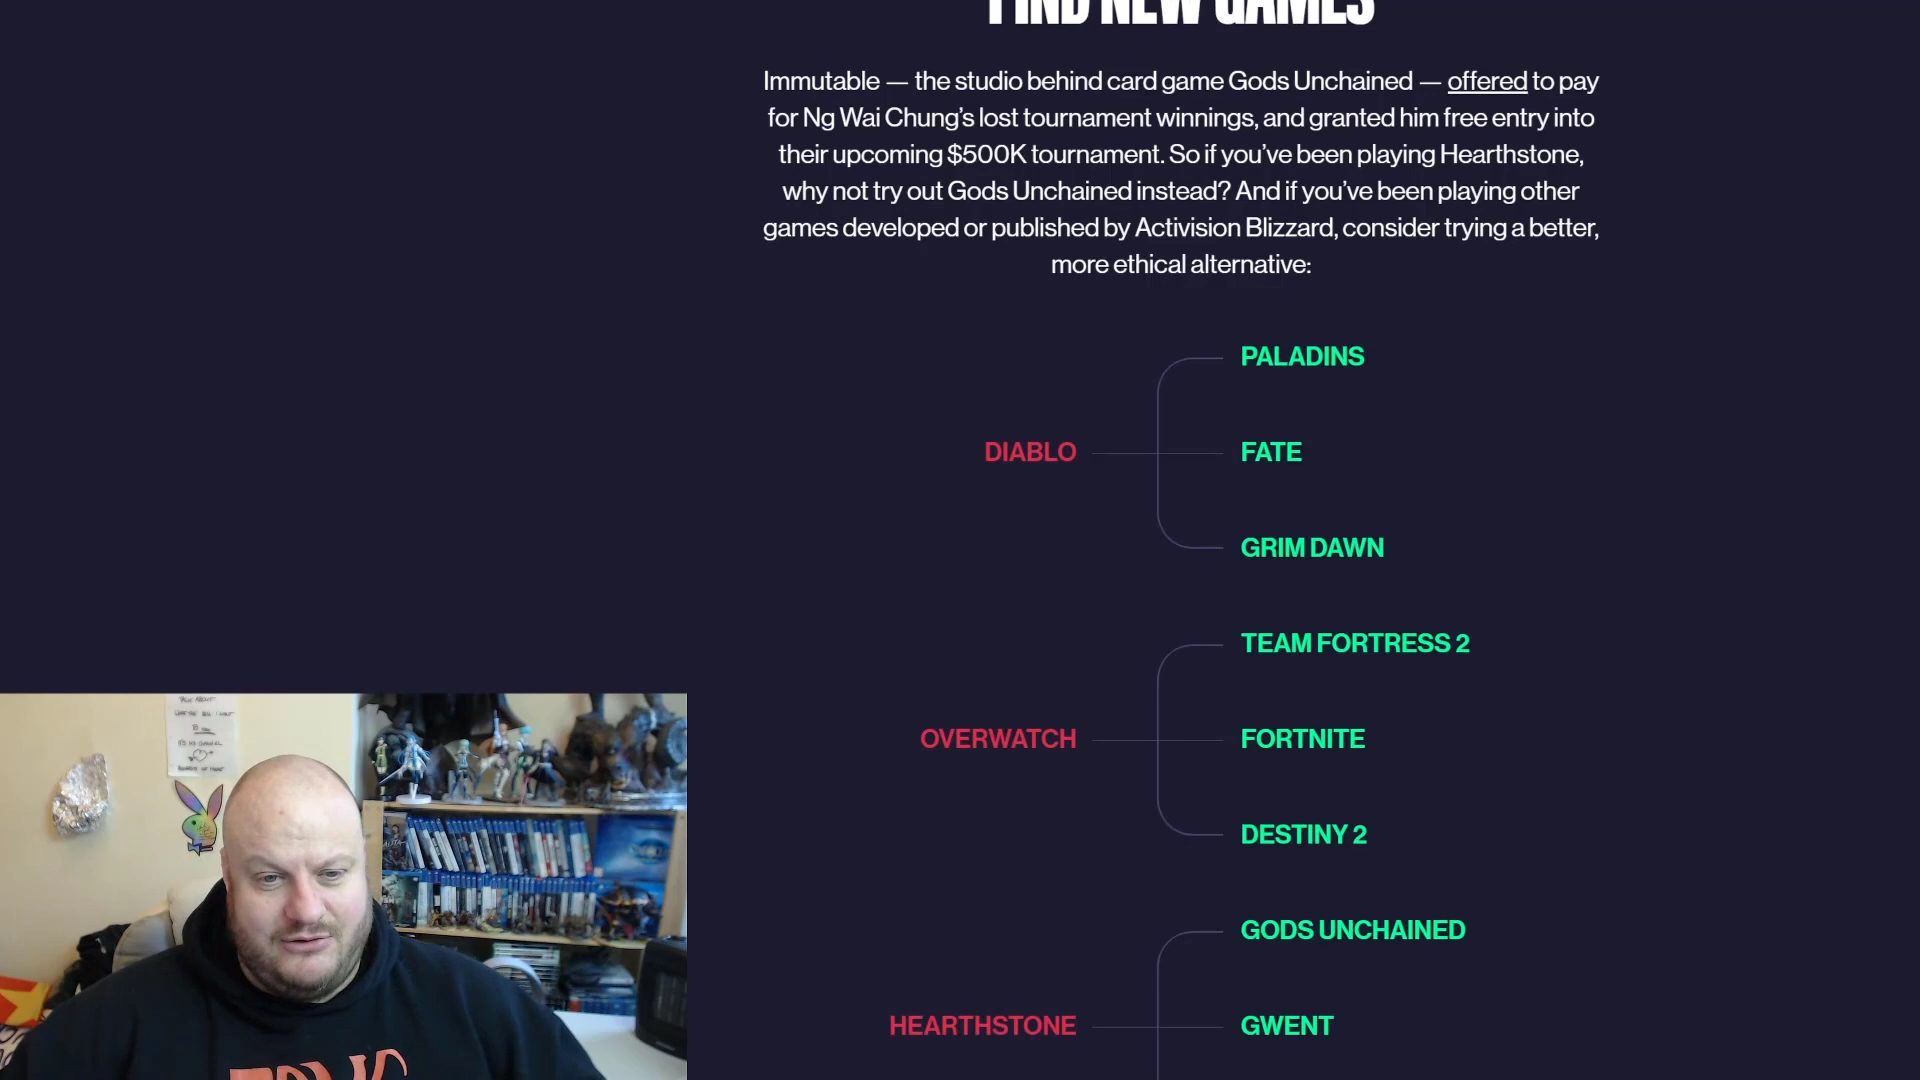 FIND NEW GAMES
Immutable — the studio behind card game Gods Unchained — offered to pay
for Ng Wai Chung’s lost tournament winnings, and granted him free entry into
their upcoming $500K tournament. So if you’ve been playing Hearthstone,
why not try out Gods Unchained instead? And if you’ve been playing other
games developed or published by Activision Blizzard, consider trying a better,
more ethical alternative:
PALADINS
DIABLO
FATE
GRIM DAWN
TEAM FORTRESS 2
OVERWATCH
FORTNITE
DESTINY 2
GODS UNCHAINED
HEARTHSTONE
GWENT